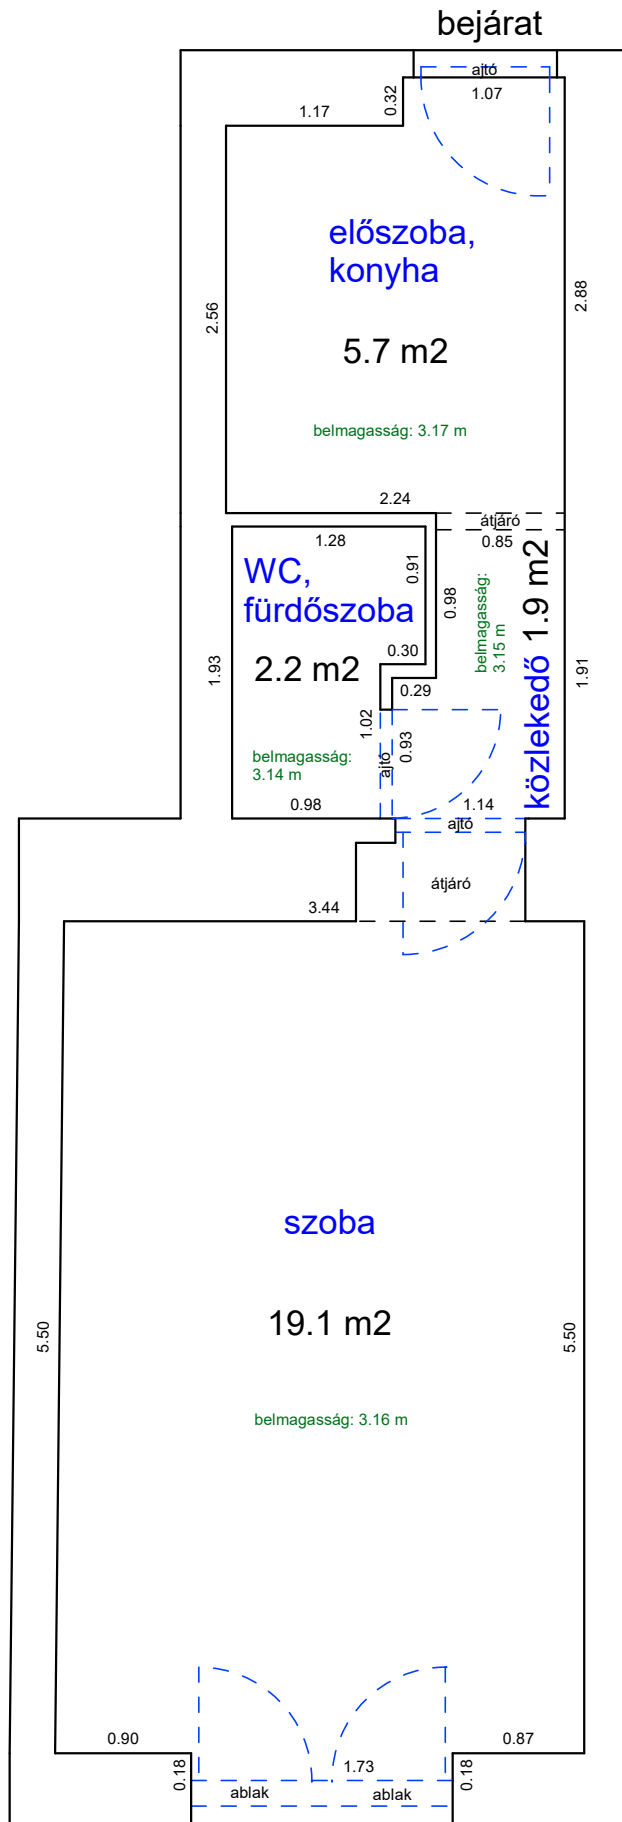 bejárat
ajtó
1.07
0.32
1.17
előszoba,
konyha
2.56
2.88
5.7 m2
belmagasság: 3.17 m
2.24
átjáró
0.85
1.28
0.91
WC,
fürdőszoba
0.98
belmagasság:
3.15 m
közlekedő 1.9 m2
1.93
2.2 m2
0.30
0.29
1.91
1.02
0.93
ajtó
belmagasság:
3.14 m
0.98
1.14
ajtó
átjáró
3.44
szoba
19.1 m2
5.50
5.50
belmagasság: 3.16 m
0.90
0.87
0.18
1.73
0.18
ablak
ablak